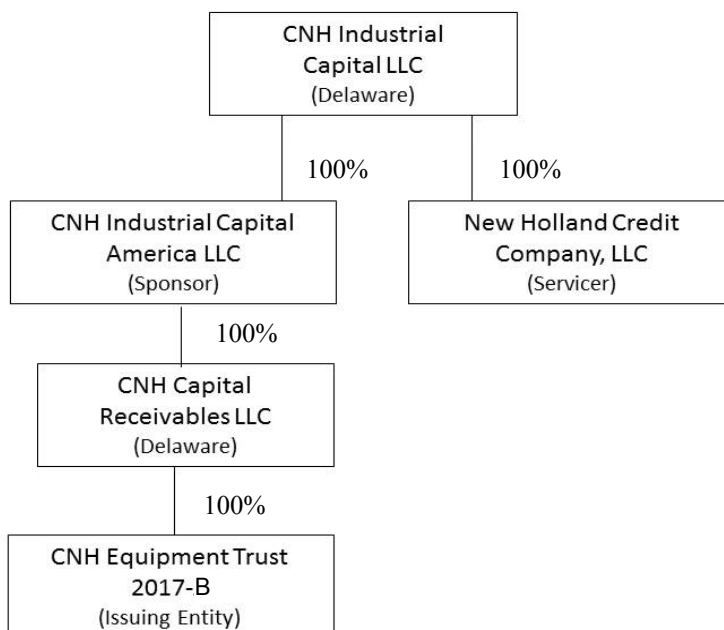 CNH Industrial
Capital LLC
(Delaware)
100%
100%
CNH Industrial Capital
America LLC
(Sponsor)
New Holland Credit
Company, LLC
(Servicer)
100%
CNH Capital
Receivables LLC
(Delaware)
100%
CNH Equipment Trust
2017-B
(Issuing Entity)